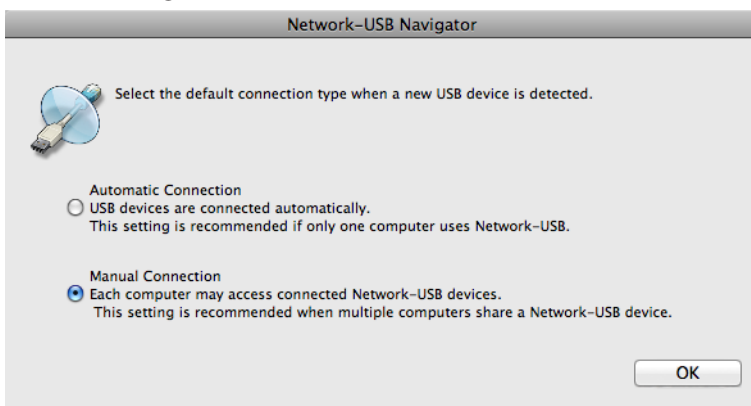 Network-USB Navigator
Select the default connection type when a new USB device is detected.
Automatic Connection
USB devices are connected automatically.
This setting is recommended if only one computer uses Network-USB.
Manual Connection
Each computer may access connected Network-USB devices.
This setting is recommended when multiple computers share a Network-USB device.
OK